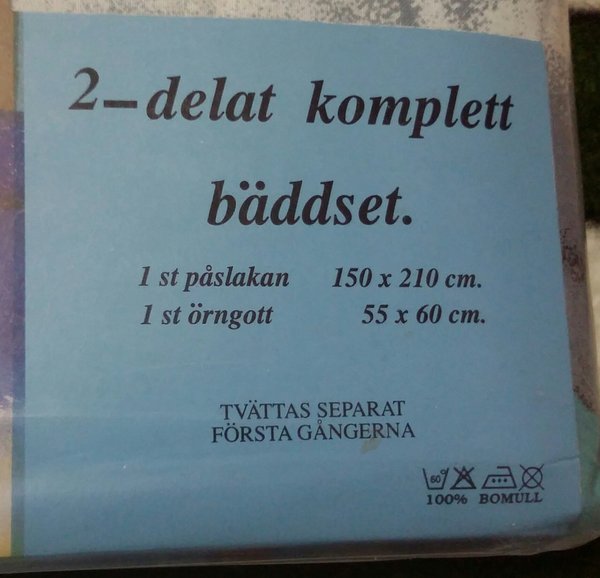 2-delat komplett
bäddset.
1 st påslakan 150 x 210 cm.
1 st örngott 55 x 60 cm.
TVÄTTAS SEPARAT
FÖRSTA GÅNGERNA
60
100% BOMULL